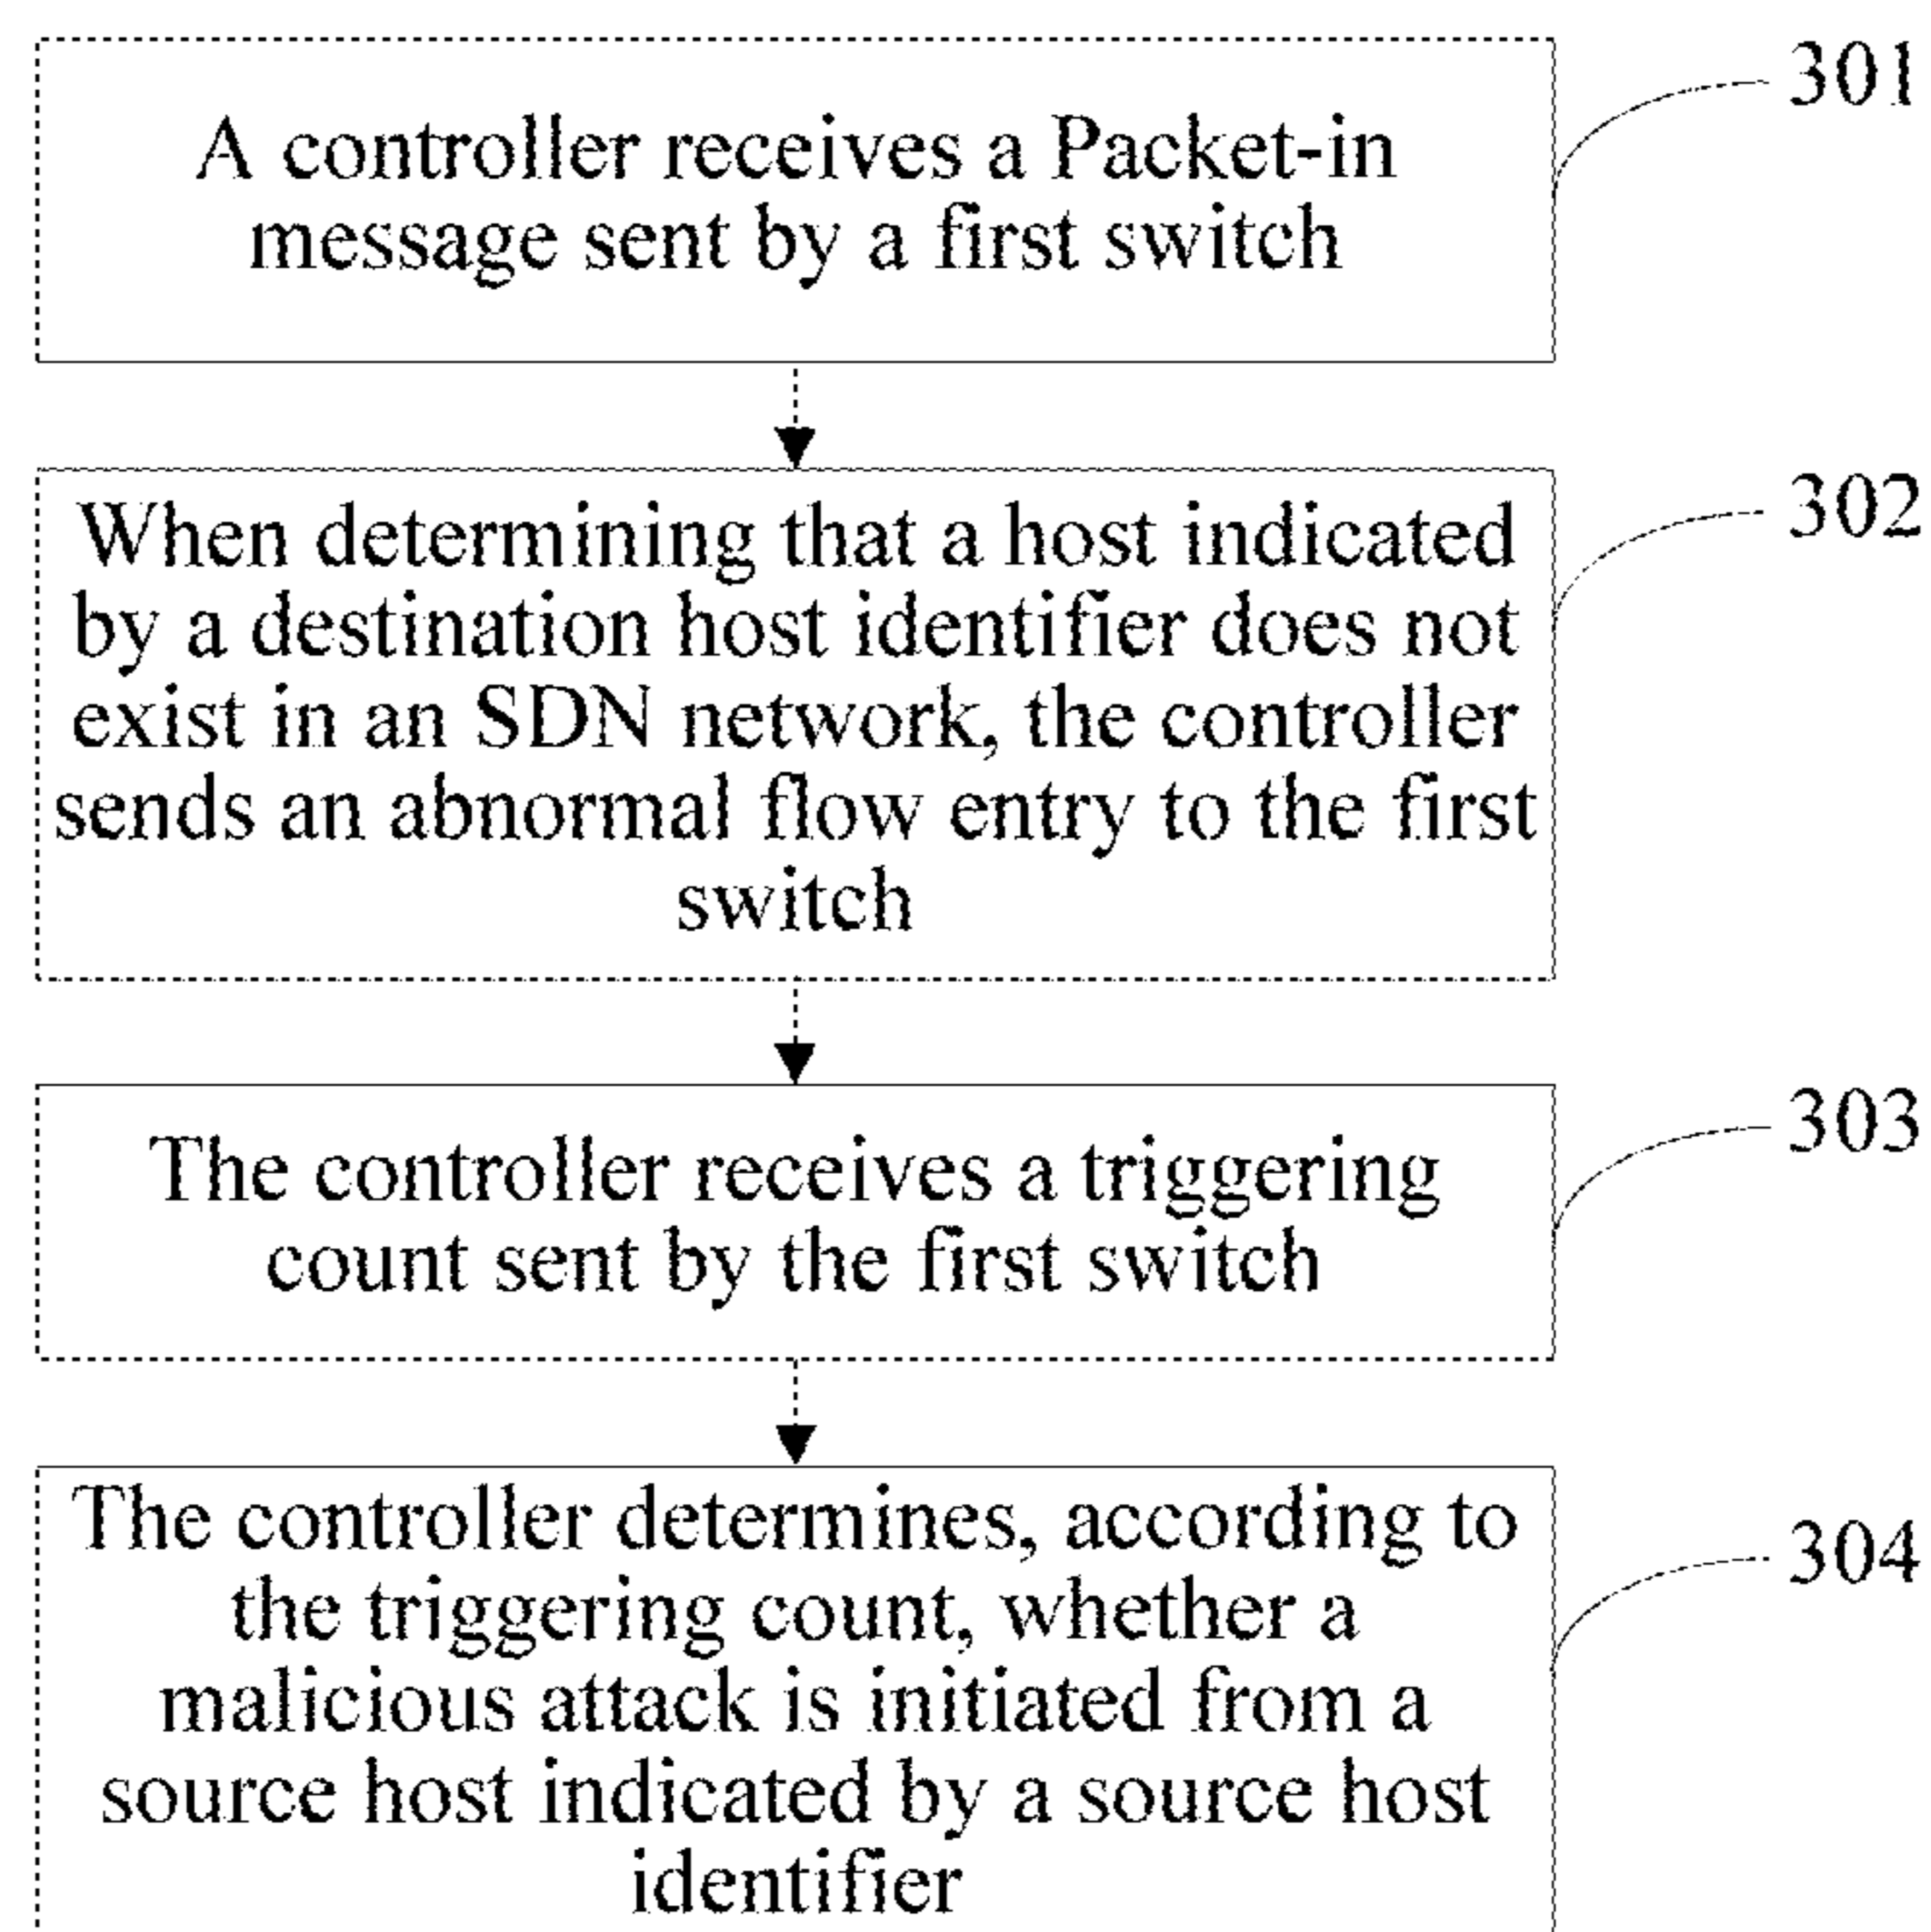 301
A controller receives a Packet-in
message sent by a first switch
302
When determining that a host indicated
by a destination host identifier does not
exist in an SDN network, the controller
sends an abnormal flow entry to the first
switch
303
The controller receives a triggering
count sent by the first switch
304
The controller determines, according to
the triggering count, whether a
malicious attack is initiated from a
source host indicated by a source host
identifier